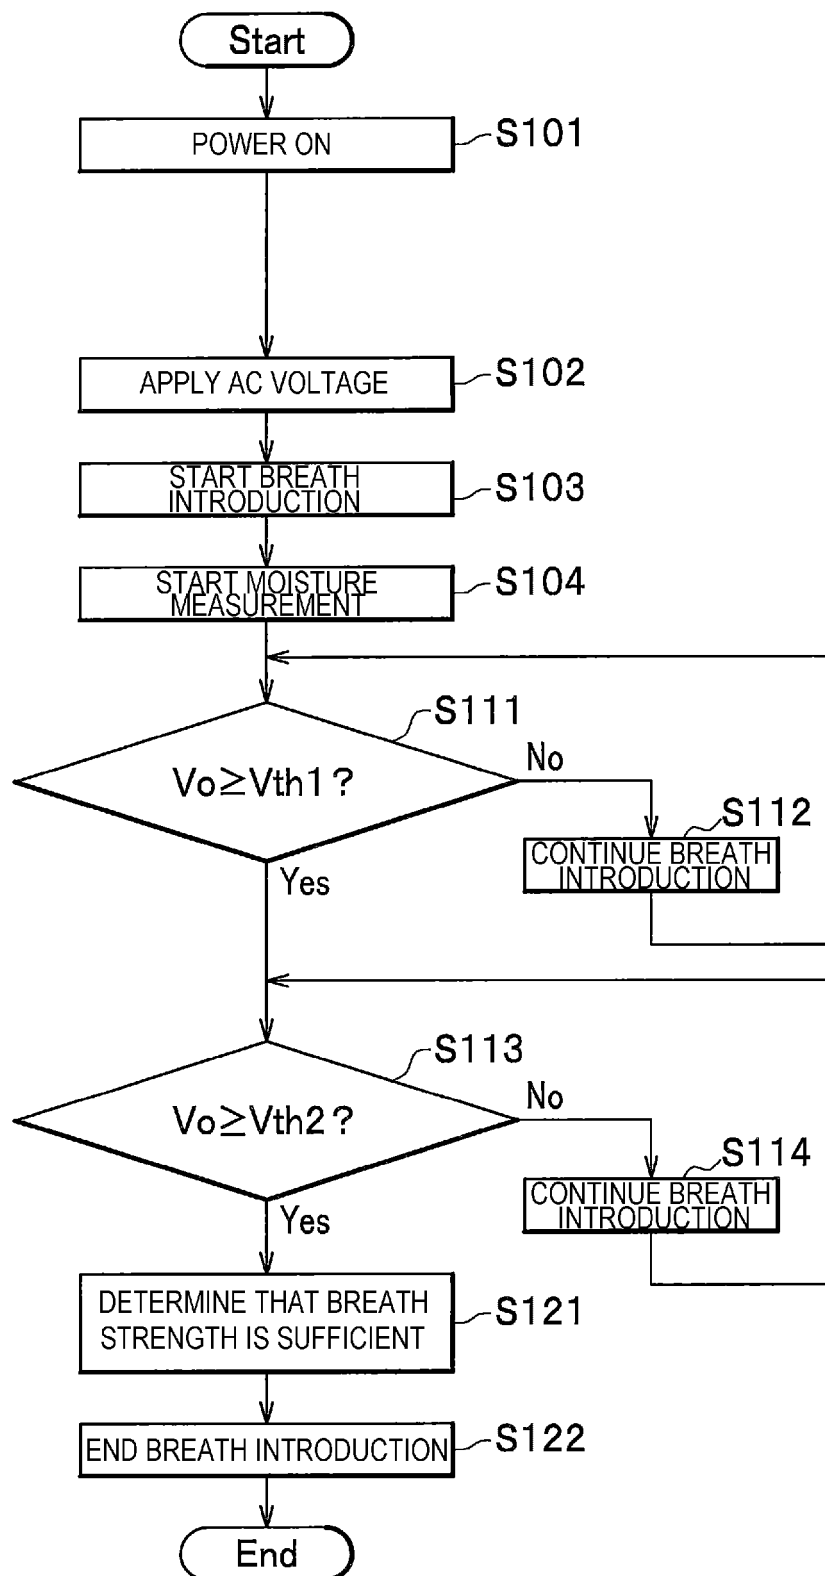 Start
POWER ON
S101
APPLY AC VOLTAGE
S102
START BREATH
INTRODUCTION
S103
START MOISTURE
MEASUREMENT
S104
S111
Vo≥Vth1?
No
S112
CONTINUE BREATH
INTRODUCTION
Yes
S113
Vo≥Vth2?
No
S114
CONTINUE BREATH
INTRODUCTION
Yes
DETERMINE THAT BREATH
STRENGTH IS SUFFICIENT
S121
END BREATH INTRODUCTION
S122
End